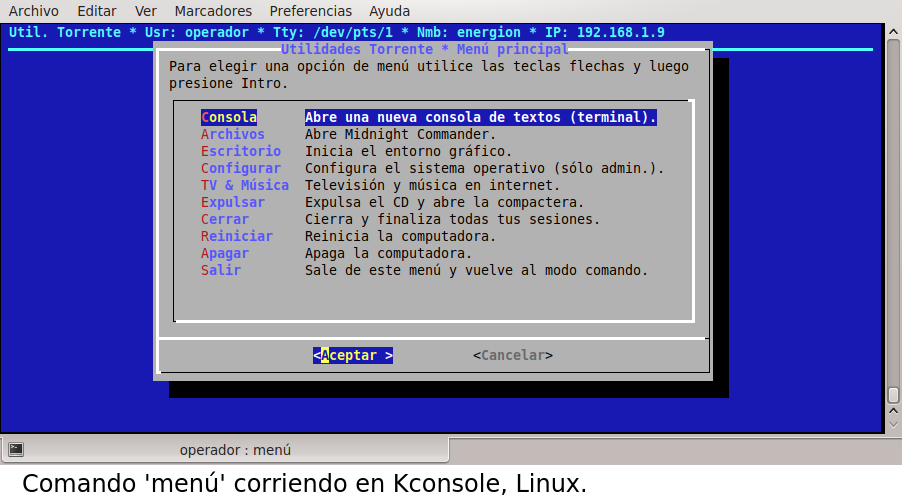 Archivo Editar Ver Marcadores Preferencias Ayuda
Util. Torrente * Usr: operador * Tty: /dev/pts/1 * Nmb: energion * IP: 192.168.1.9
Utilidades Torrente * Menú principal
Para elegir una opción de menú utilice las teclas flechas y luego
presione Intro.
Consola Abre una nueva consola de textos (terminal).
Archivos Abre Midnight Commander.
Escritorio Inicia el entorno gráfico.
Configurar Configura el sistema operativo (sólo admin.).
TV & Música Televisión y música en internet.
Expulsar Expulsa el CD y abre la compactera.
Cerrar Cierra y finaliza todas tus sesiones.
Reiniciar Reinicia la computadora.
Apagar Apaga la computadora.
Salir Sale de este menú y vuelve al modo comando.
<Aceptar > <Cancelar>
operador : menú
Comando 'menú' corriendo en Kconsole, Linux.